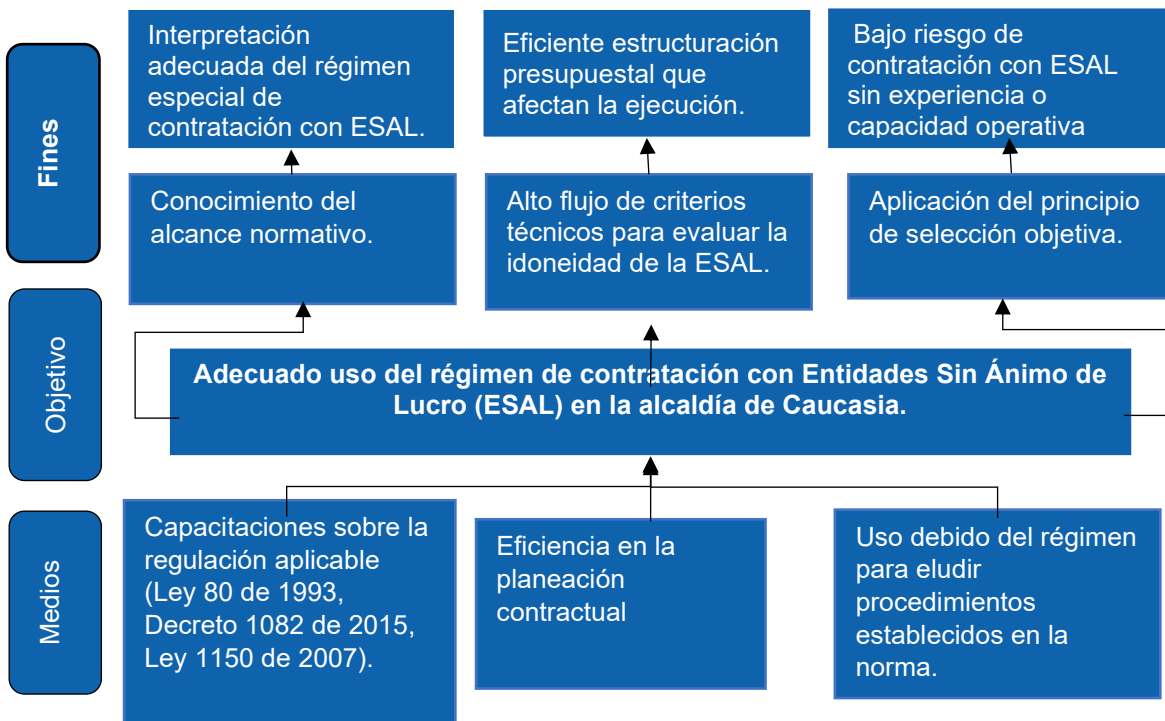 Fines
Interpretación
adecuada del régimen
especial de
contratación con ESAL.
Eficiente estructuración
presupuestal que
afectan la ejecución.
Bajo riesgo de
contratación con ESAL
sin experiencia o
capacidad operativa
Conocimiento del
alcance normativo.
Alto flujo de criterios
técnicos para evaluar la
idoneidad de la ESAL.
Aplicación del principio
de selección objetiva.
Objetivo
Adecuado uso del régimen de contratación con Entidades Sin Ánimo de
Lucro (ESAL) en la alcaldía de Caucasia.
Medios
Capacitaciones sobre la
regulación aplicable
(Ley 80 de 1993,
Decreto 1082 de 2015,
Ley 1150 de 2007).
Eficiencia en la
planeación
contractual
Uso debido del régimen
para eludir
procedimientos
establecidos en la
norma.